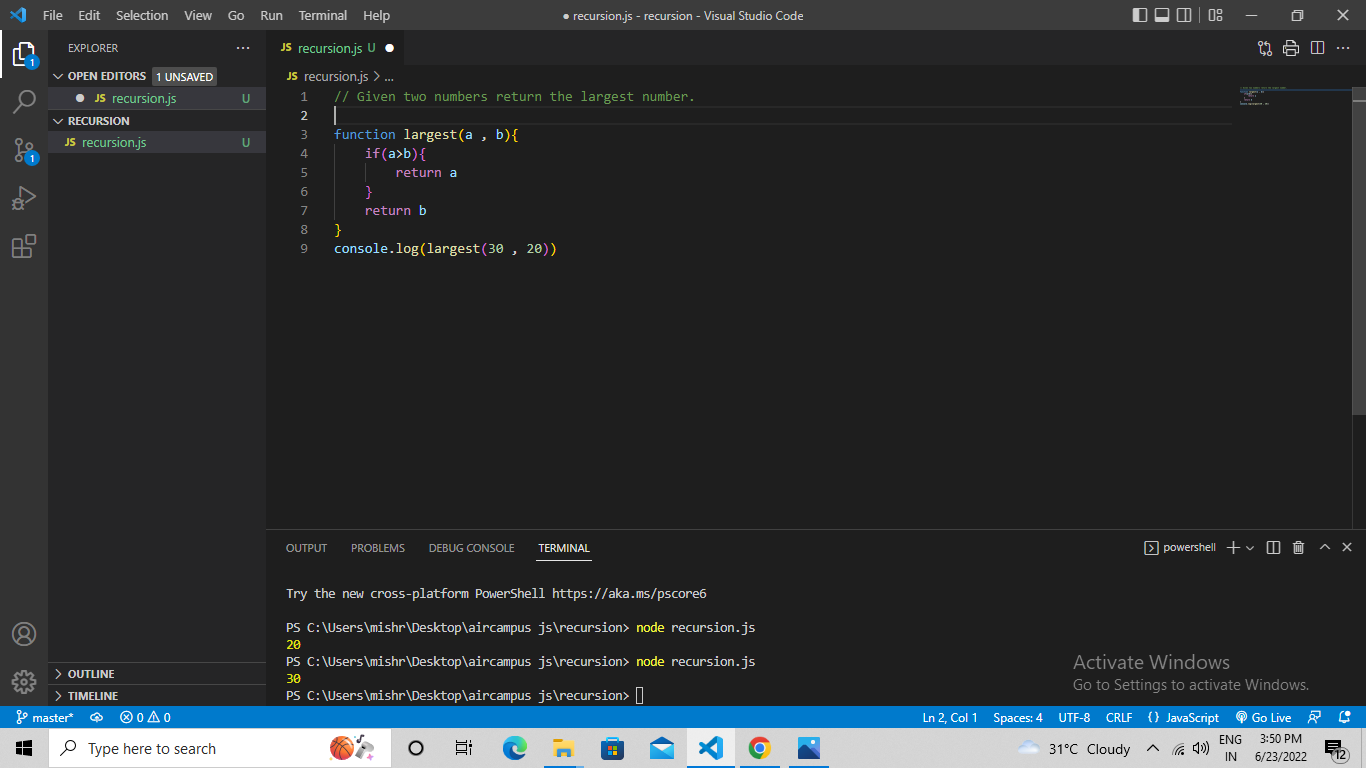 File Edit Selection View Go Run Terminal Help
● recursion.js - recursion - Visual Studio Code
EXPLORER
OPEN EDITORS 1 UNSAVED
JS recursion.js U
RECURSION
JS recursion.js U
OUTLINE
TIMELINE
JS recursion.js U
JS recursion.js > ...
1 // Given two numbers return the largest number.
2
3 function largest(a , b){
4 if(a>b){
5 return a
6 }
7 return b
8 }
9 console.log(largest(30 , 20))
OUTPUT PROBLEMS DEBUG CONSOLE TERMINAL
powershell
Try the new cross-platform PowerShell https://aka.ms/pscore6
PS C:\Users\mishr\Desktop\aircampus js\recursion> node recursion.js
20
PS C:\Users\mishr\Desktop\aircampus js\recursion> node recursion.js
30
PS C:\Users\mishr\Desktop\aircampus js\recursion>
Activate Windows
Go to Settings to activate Windows.
1
1
master* 0 0 Ln 2, Col 1 Spaces: 4 UTF-8 CRLF {} JavaScript Go Live
Type here to search
31°C Cloudy
ENG
IN
3:50 PM
6/23/2022
12